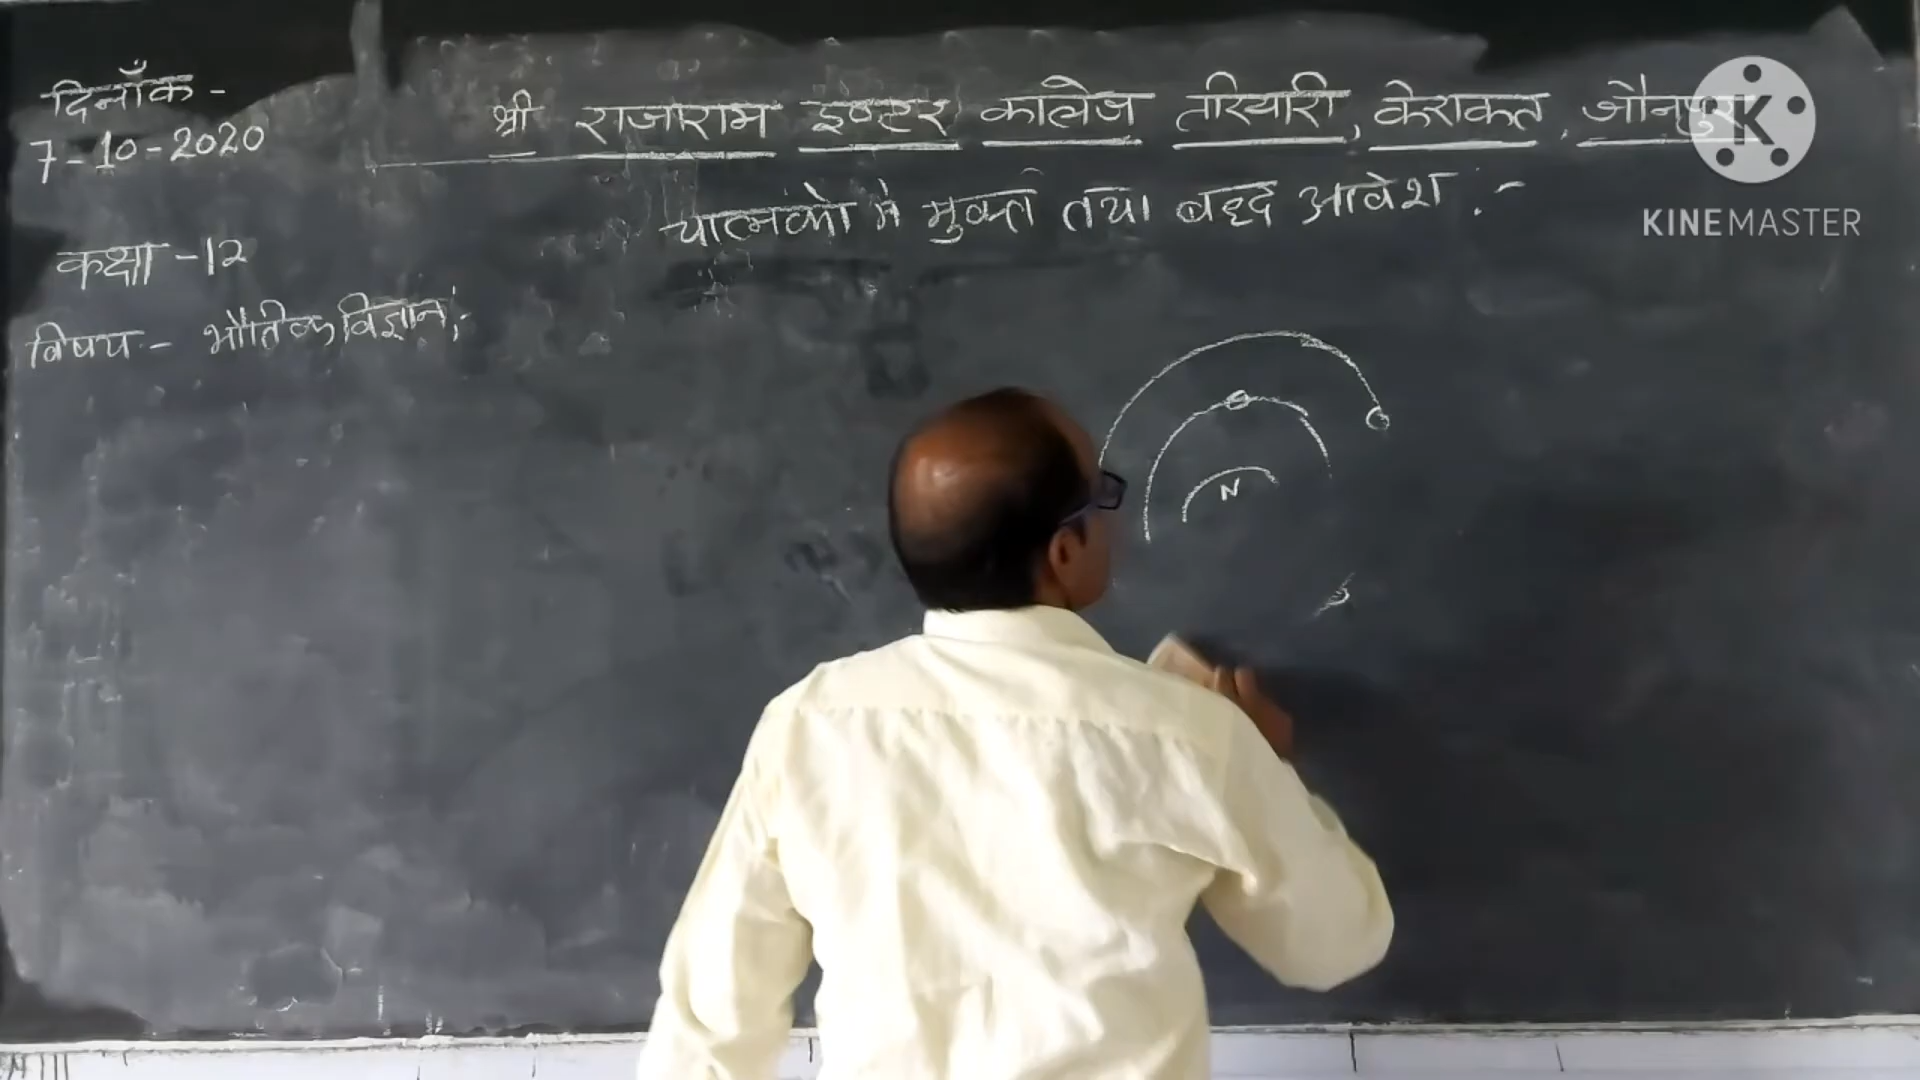 दिनाँक -
7-10-2020
श्री राजाराम इण्टर कालेज तरियारी, केराकत, जौनपुर
चालको मे मुक्त तथा बद्ध आवेश :-
कक्षा -12
विषय:- भौतिक विज्ञान:-
N
K
KINEMASTER